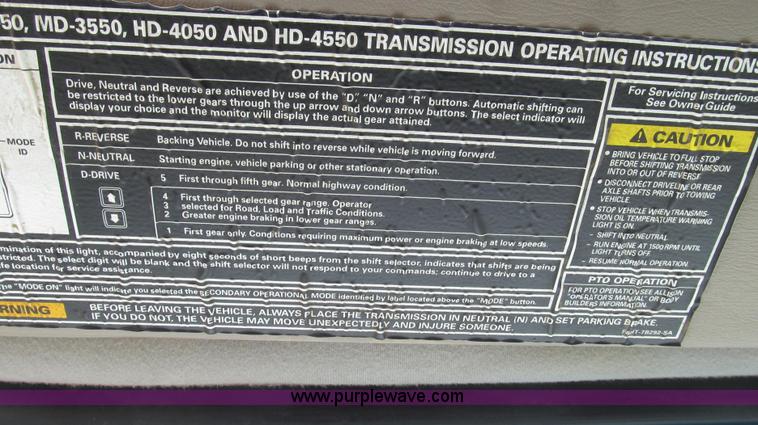 50, MD-3550, HD-4050 AND HD-4550 TRANSMISSION OPERATING INSTRUCTIONS
ON
MODE
ID
OPERATION
Drive, Neutral and Reverse are achieved by use of the "D," "N" and "R" buttons. Automatic shifting can
be restricted to the lower gears through the up arrow and down arrow buttons. The select indicator will
display your choice and the monitor will display the actual gear attained.
R-REVERSE Backing Vehicle. Do not shift into reverse while vehicle is moving forward.
N-NEUTRAL Starting engine, vehicle parking or other stationary operation.
D-DRIVE 5 First through fifth gear. Normal highway condition.
4 First through selected gear range. Operator
3 selected for Road, Load and Traffic Conditions.
2 Greater engine braking in lower gear ranges.
1 First gear only. Conditions requiring maximum power or engine braking at low speeds.
mination of this light, accompanied by eight seconds of short beeps from the shift selector, indicates that shifts are being
stricted. The select digit will be blank and the shift selector will not respond to your commands; continue to drive to a
fe location for service assistance.
he "MODE ON" light will indicate you selected the SECONDARY OPERATIONAL MODE identified by label located above the "MODE" button.
RNING
BEFORE LEAVING THE VEHICLE, ALWAYS PLACE THE TRANSMISSION IN NEUTRAL (N) AND SET PARKING BRAKE.
IF YOU DO NOT, THE VEHICLE MAY MOVE UNEXPECTEDLY AND INJURE SOMEONE.
For Servicing Instructions
See Owner Guide
CAUTION
• BRING VEHICLE TO FULL STOP
BEFORE SHIFTING TRANSMISSION
INTO OR OUT OF REVERSE
• DISCONNECT DRIVELINE OR REAR
AXLE SHAFTS PRIOR TO TOWING
VEHICLE.
• STOP VEHICLE WHEN TRANSMIS-
SION OIL TEMPERATURE WARNING
LIGHT IS ON.
- SHIFT INTO NEUTRAL
- RUN ENGINE AT 1500 RPM UNTIL
LIGHT TURNS OFF.
- RESUME NORMAL OPERATION.
PTO OPERATION
FOR PTO OPERATION SEE ALLISON
"OPERATOR'S MANUAL" OR BODY
BUILDERS INFORMATION.
-7B292-SA
www.purplewave.com